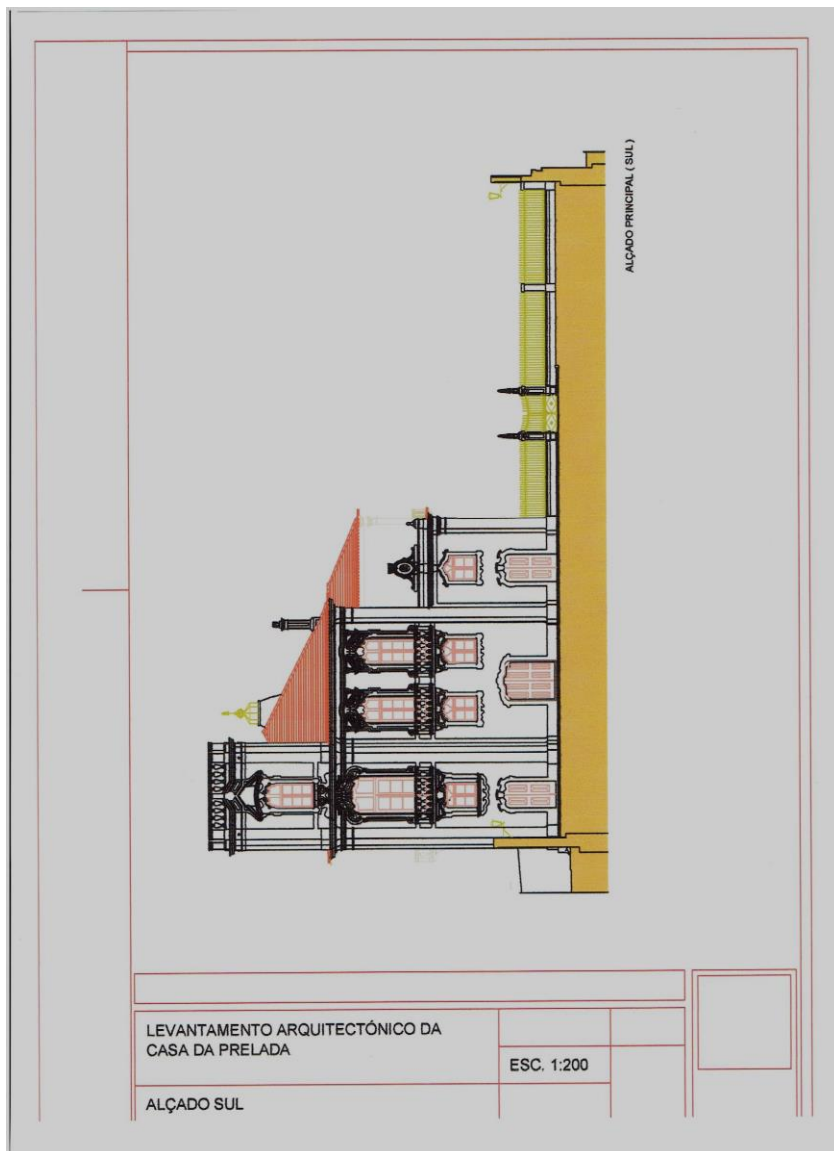 ALÇADO PRINCIPAL ( SUL )
LEVANTAMENTO ARQUITECTÓNICO DA
CASA DA PRELADA
ESC. 1:200
ALÇADO SUL